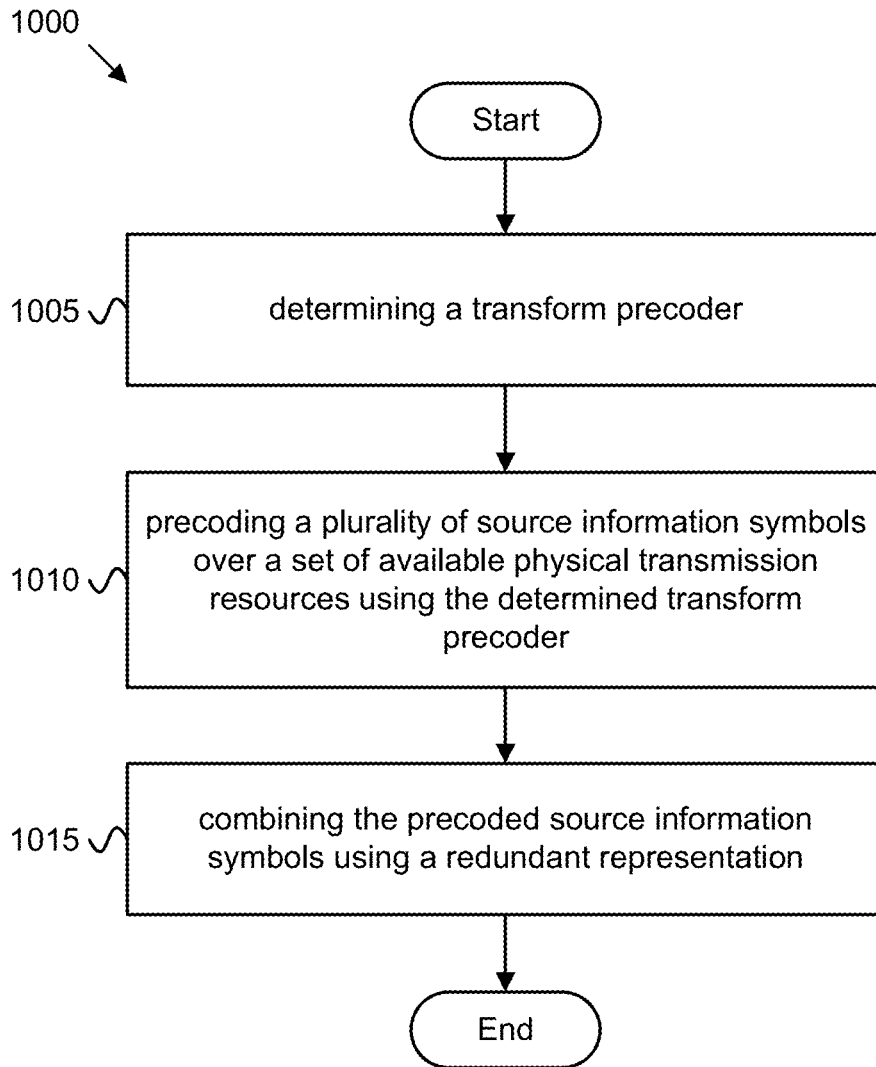 1000
Start
1005
determining a transform precoder
1010
precoding a plurality of source information symbols
over a set of available physical transmission
resources using the determined transform
precoder
1015
combining the precoded source information
symbols using a redundant representation
End